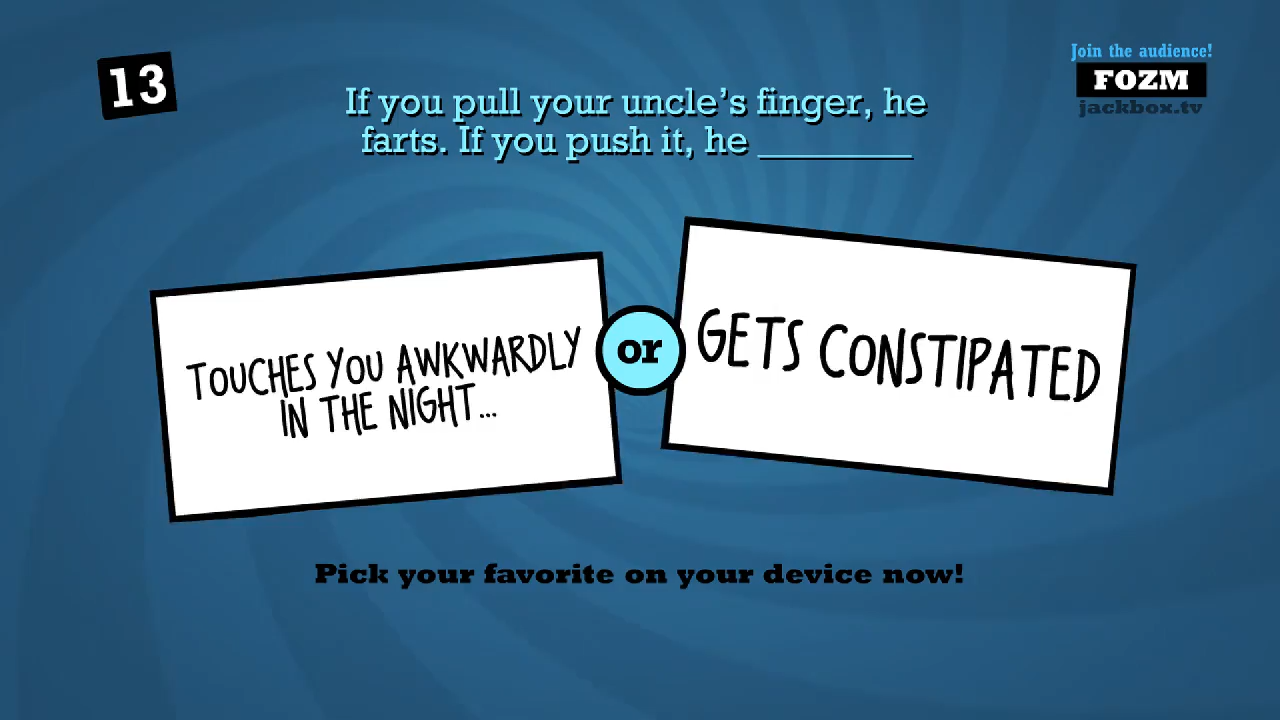 13
Join the audience!
FOZM
jackbox.tv
If you pull your uncle's finger, he
farts. If you push it, he ________
TOUCHES YOU AWKWARDLY
IN THE NIGHT...
or
GETS CONSTIPATED
Pick your favorite on your device now!